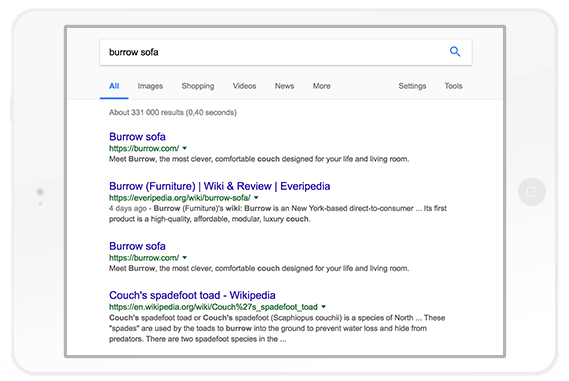 burrow sofa
All Images Shopping Videos News More Settings Tools
About 331 000 results (0,40 seconds)
Burrow sofa
https://burrow.com/
Meet Burrow, the most clever, comfortable couch designed for your life and living room.
Burrow (Furniture) | Wiki & Review | Everipedia
https://everipedia.org/wiki/burrow-sofa/
4 days ago - Burrow (Furniture)'s wiki: Burrow is an New York-based direct-to-consumer ... Its first
product is a high-quality, affordable, modular, luxury couch.
Burrow sofa
https://burrow.com/
Meet Burrow, the most clever, comfortable couch designed for your life and living room.
Couch's spadefoot toad - Wikipedia
https://en.wikipedia.org/wiki/Couch%27s_spadefoot_toad
Couch's spadefoot toad or Couch's spadefoot (Scaphiopus couchii) is a species of North ... These
"spades" are used by the toads to burrow into the ground to prevent water loss and hide from
predators. There are two spadefoot species in the ...